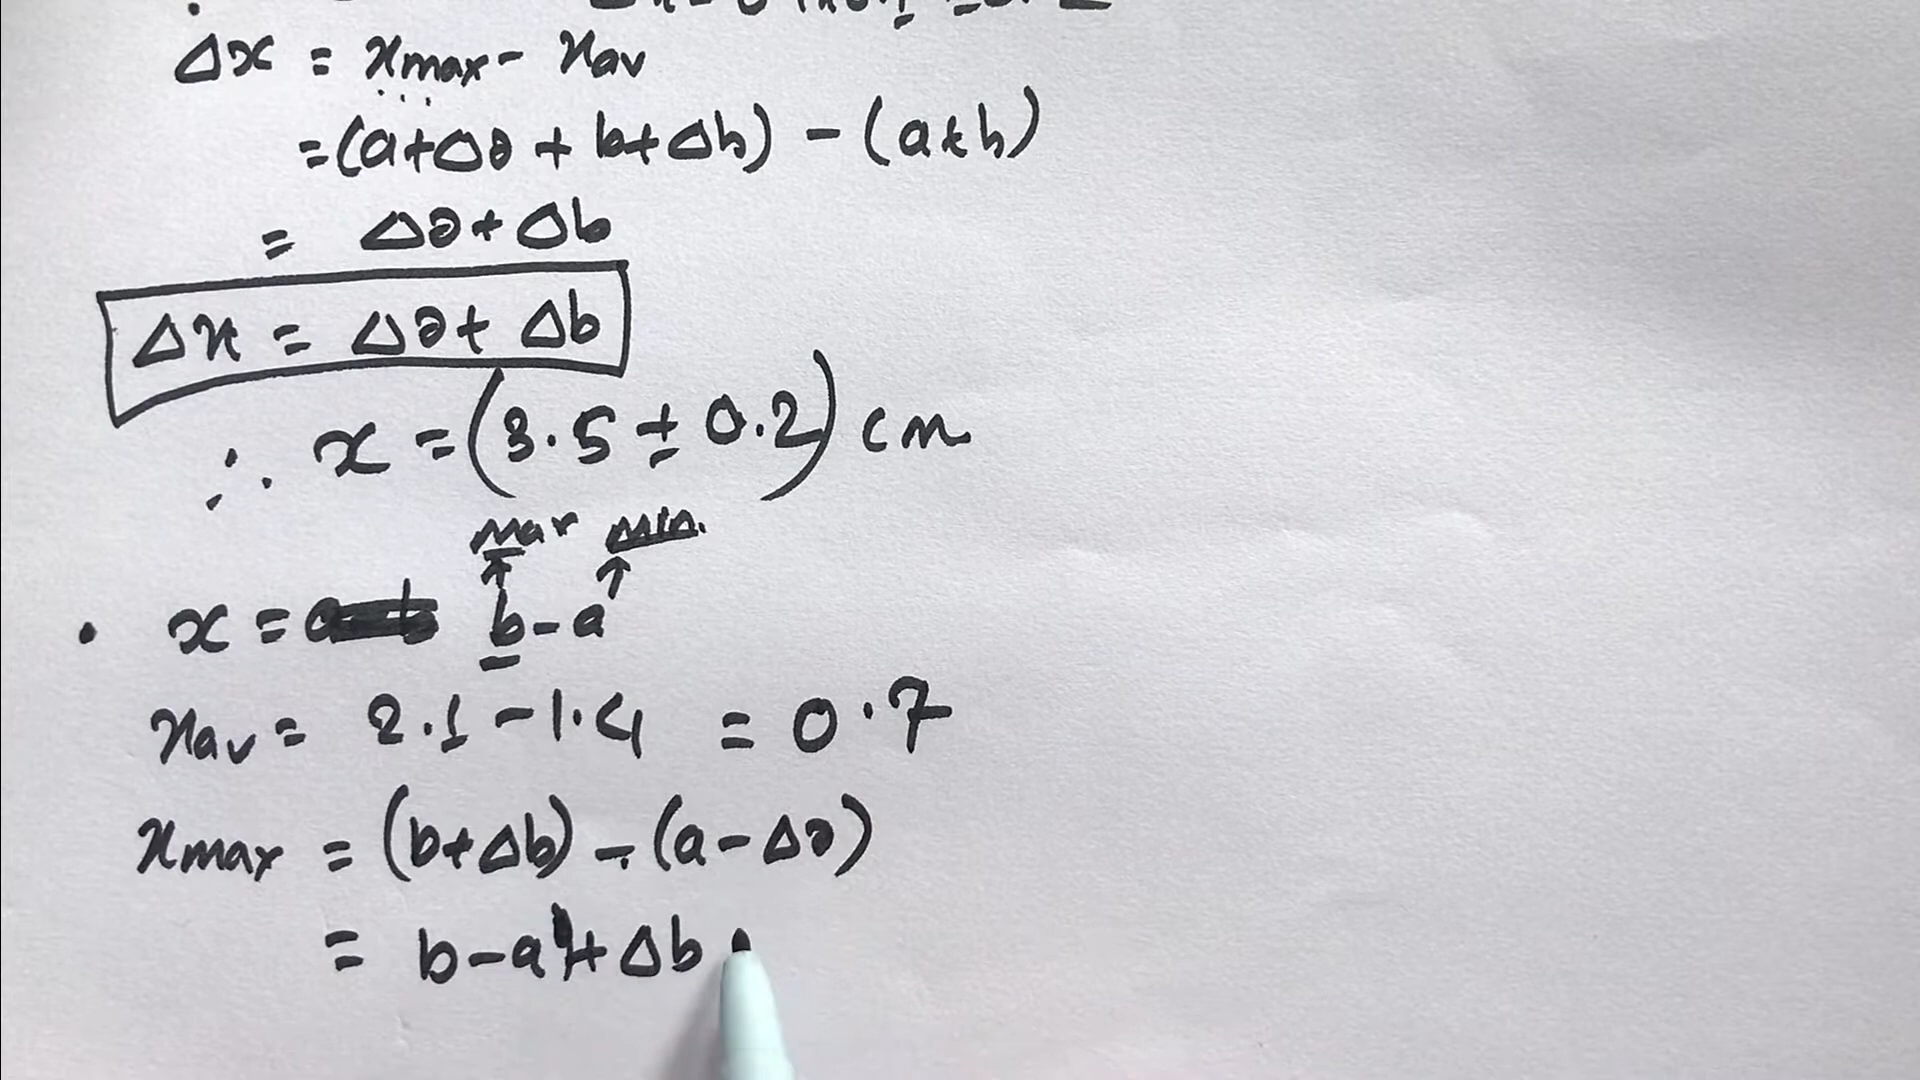 Δx = xmax - xav
= (a+Δa + b+Δb) - (a+b)
= Δa + Δb
Δx = Δa + Δb
∴ x = (3.5 ± 0.2) cm
Max Min.
• x = b - a
xav = 2.1 - 1.4 = 0.7
xmax = (b+Δb) - (a-Δa)
= b - a + Δb